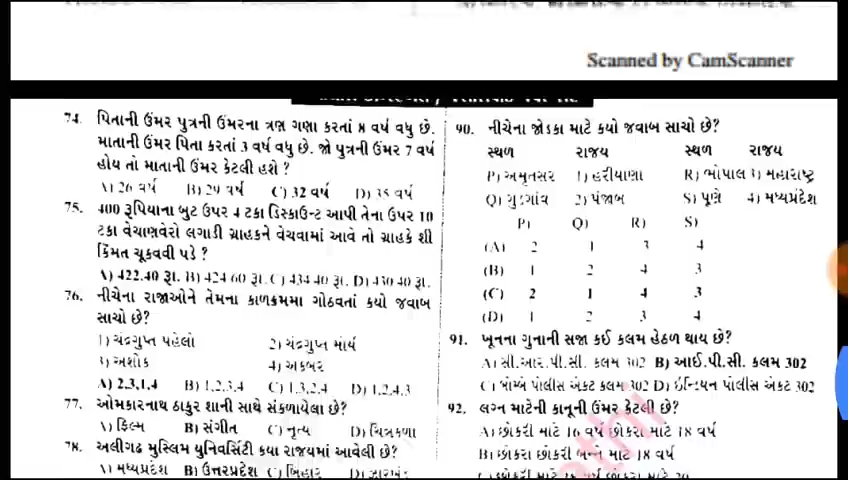 Scanned by CamScanner
74. પિતાની ઉંમર પુત્રની ઉંમરના ત્રણ ગણા કરતાં ૪ વર્ષ વધુ છે.
માતાની ઉંમર પિતા કરતાં 3 વર્ષ વધુ છે. જો પુત્રની ઉંમર 7 વર્ષ
હોય તો માતાની ઉંમર કેટલી હશે ?
A) 26 વર્ષ B) 29 વર્ષ C) 32 વર્ષ D) 35 વર્ષ
75. 400 રૂપિયાના બુટ ઉપર 4 ટકા ડિસ્કાઉન્ટ આપી તેના ઉપર 10
ટકા વેચાણવેરો લગાડી ગ્રાહકને વેચવામાં આવે તો ગ્રાહકે શી
કિંમત ચૂકવવી પડે ?
A) 422.40 રૂા. B) 424 60 રૂા. C) 434 40 રૂા. D) 430 40 રૂા.
76. નીચેના રાજાઓને તેમના કાળક્રમમાં ગોઠવતાં કયો જવાબ
સાચો છે?
1) ચંદ્રગુપ્ત પહેલો 2) ચંદ્રગુપ્ત મૌર્ય
3) અશોક 4) અકબર
A) 2,3,1,4 B) 1,2,3,4 C) 1,3,2,4 D) 1,2,4,3
77. ઓમકારનાથ ઠાકુર શાની સાથે સંકળાયેલા છે?
A) ફિલ્મ B) સંગીત C) નૃત્ય D) ચિત્રકળા
78. અલીગઢ મુસ્લિમ યુનિવર્સિટી કયા રાજયમાં આવેલી છે?
A) મધ્યપ્રદેશ B) ઉત્તરપ્રદેશ C) બિહાર D) ઝારખંડ
90. નીચેના જોડકા માટે કયો જવાબ સાચો છે?
સ્થળ રાજય સ્થળ રાજય
P) અમૃતસર 1) હરીયાણા R) ભોપાલ 3) મહારાષ્ટ્ર
Q) ગુડગાંવ 2) પંજાબ S) પૂણે 4) મધ્યપ્રદેશ
P) Q) R) S)
(A) 2 1 3 4
(B) 1 2 4 3
(C) 2 1 4 3
(D) 1 2 3 4
91. ખૂનના ગુનાની સજા કઈ કલમ હેઠળ થાય છે?
A) સી.આર.પી.સી. કલમ 302 B) આઈ.પી.સી. કલમ 302
C) બોમ્બે પોલીસ એકટ કલમ 302 D) ઇન્ડિયન પોલીસ એકટ 302
92. લગ્ન માટેની કાનૂની ઉંમર કેટલી છે?
A) છોકરી માટે 16 વર્ષ છોકરા માટે 18 વર્ષ
B) છોકરા છોકરી બન્ને માટે 18 વર્ષ